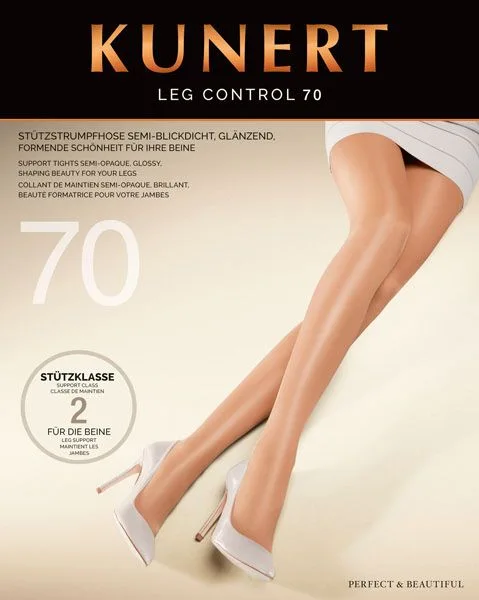 KUNERT
LEG CONTROL 70
STÜTZSTRUMPFHOSE SEMI-BLICKDICHT, GLÄNZEND,
FORMENDE SCHÖNHEIT FÜR IHRE BEINE
SUPPORT TIGHTS SEMI-OPAQUE, GLOSSY,
SHAPING BEAUTY FOR YOUR LEGS
COLLANT DE MAINTIEN SEMI-OPAQUE, BRILLANT,
BEAUTÉ FORMATRICE POUR VOTRE JAMBES
70
STÜTZKLASSE
SUPPORT CLASS
CLASSE DE MAINTIEN
2
FÜR DIE BEINE
LEG SUPPORT
MAINTIENT LES
JAMBES
PERFECT & BEAUTIFUL